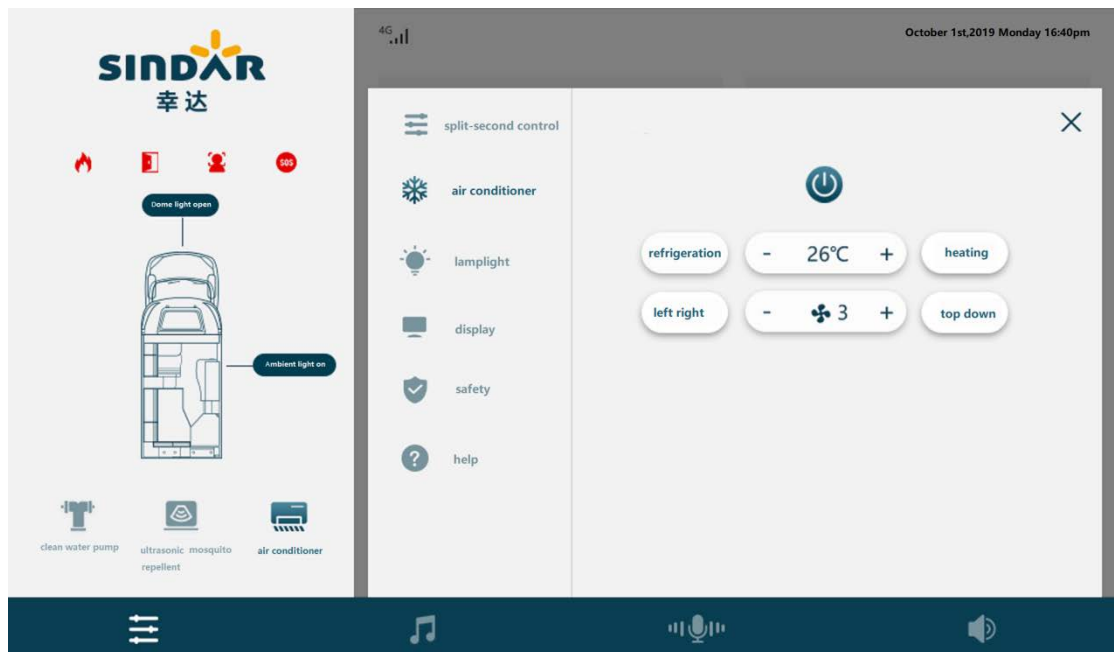 SINDAR
幸达
SOS
Dome light open
Ambient light on
clean water pump
ultrasonic mosquito
repellent
air conditioner
4G
October 1st,2019 Monday 16:40pm
split-second control
air conditioner
lamplight
display
safety
? help
refrigeration
- 26℃ +
heating
left right
- 3 +
top down